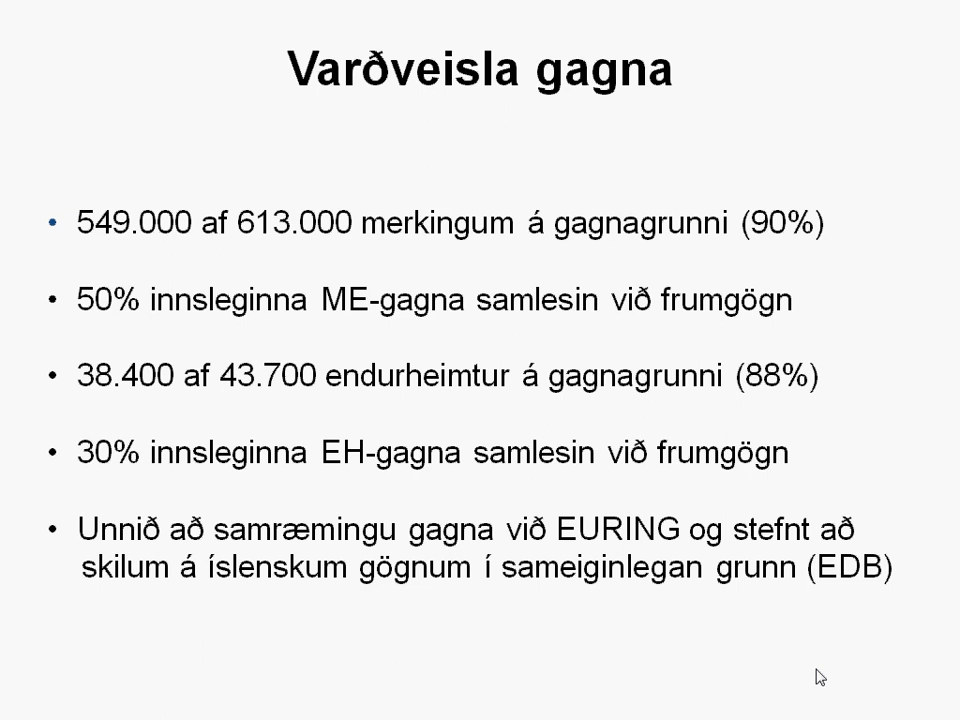 Varðveisla gagna
• 549.000 af 613.000 merkingum á gagnagrunni (90%)
• 50% innsleginna ME-gagna samlesin við frumgögn
• 38.400 af 43.700 endurheimtur á gagnagrunni (88%)
• 30% innsleginna EH-gagna samlesin við frumgögn
• Unnið að samræmingu gagna við EURING og stefnt að
skilum á íslenskum gögnum í sameiginlegan grunn (EDB)